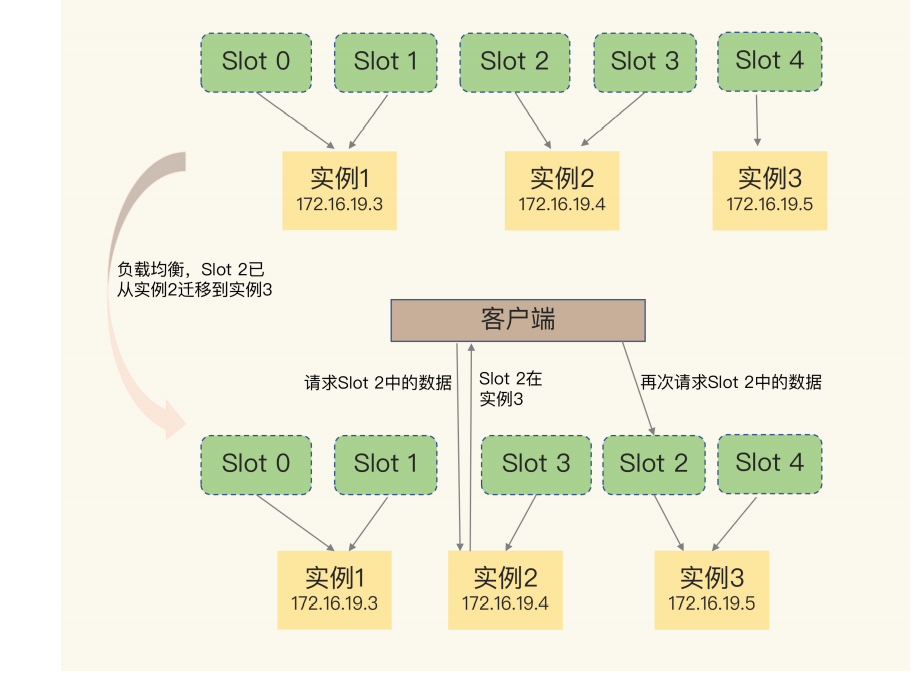 Slot 0
Slot 1
Slot 2
Slot 3
Slot 4
实例1
172.16.19.3
实例2
172.16.19.4
实例3
172.16.19.5
负载均衡，Slot 2已
从实例2迁移到实例3
客户端
请求Slot 2中的数据
Slot 2在
实例3
再次请求Slot 2中的数据
Slot 0
Slot 1
Slot 3
Slot 2
Slot 4
实例1
172.16.19.3
实例2
172.16.19.4
实例3
172.16.19.5